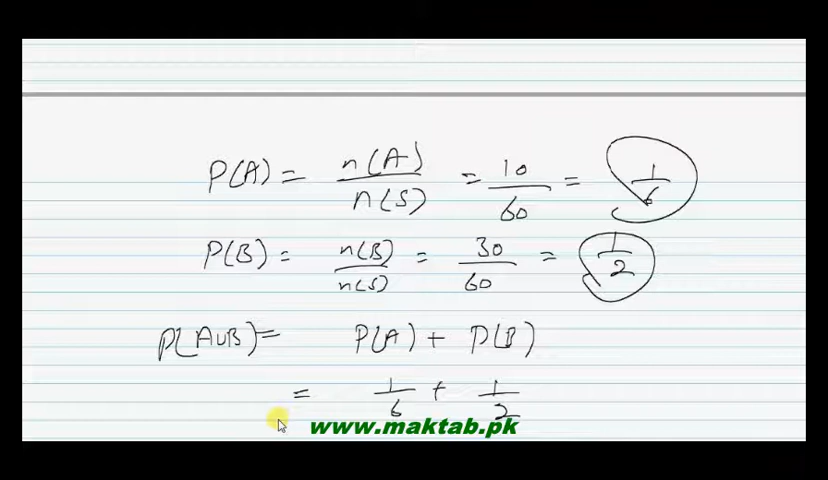 P(A) = n(A)/n(S) = 10/60 = 1/6
P(B) = n(B)/n(S) = 30/60 = 1/2
P(A∪B) = P(A) + P(B)
= 1/6 + 1/2
www.maktab.pk